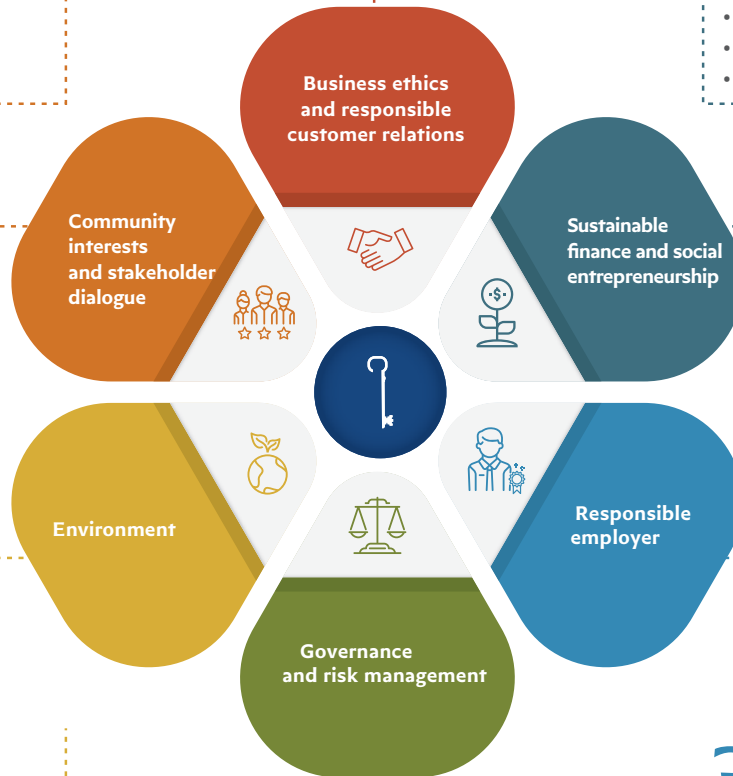 Business ethics
and responsible
customer relations
Community
interests
and stakeholder
dialogue
Sustainable
finance and social
entrepreneurship
Environment
Responsible
employer
Governance
and risk management